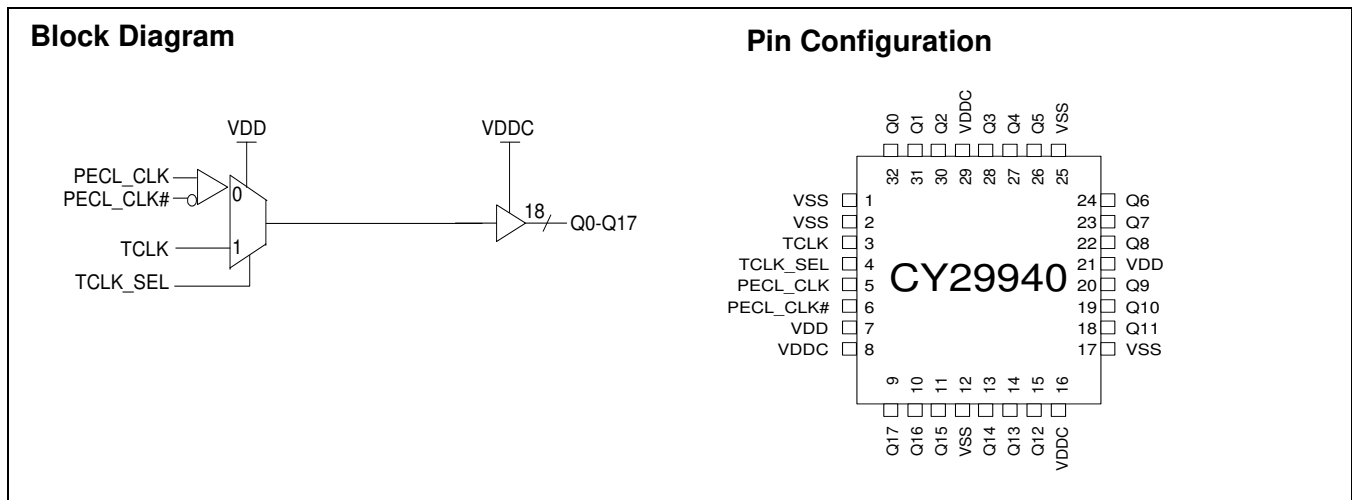 Block Diagram
VDD
VDDC
PECL_CLK
PECL_CLK#
0
18
Q0-Q17
TCLK
1
TCLK_SEL
Pin Configuration
Q0 Q1 Q2 VDDC Q3 Q4 Q5 VSS
32 31 30 29 28 27 26 25
VSS 1
VSS 2
TCLK 3
TCLK_SEL 4
PECL_CLK 5
PECL_CLK# 6
VDD 7
VDDC 8
CY29940
24 Q6
23 Q7
22 Q8
21 VDD
20 Q9
19 Q10
18 Q11
17 VSS
9 10 11 12 13 14 15 16
Q17 Q16 Q15 VSS Q14 Q13 Q12 VDDC